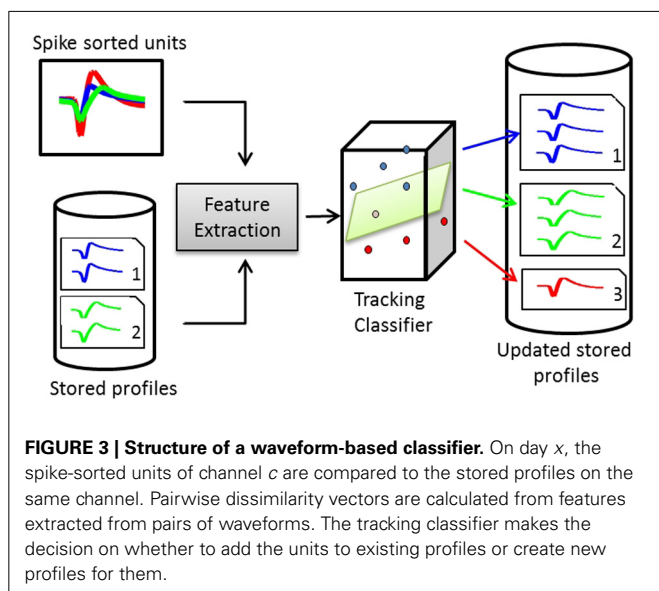 Spike sorted units
Feature
Extraction
1
2
Stored profiles
Tracking
Classifier
1
2
3
Updated stored
profiles
FIGURE 3 | Structure of a waveform-based classifier. On day x, the
spike-sorted units of channel c are compared to the stored profiles on the
same channel. Pairwise dissimilarity vectors are calculated from features
extracted from pairs of waveforms. The tracking classifier makes the
decision on whether to add the units to existing profiles or create new
profiles for them.